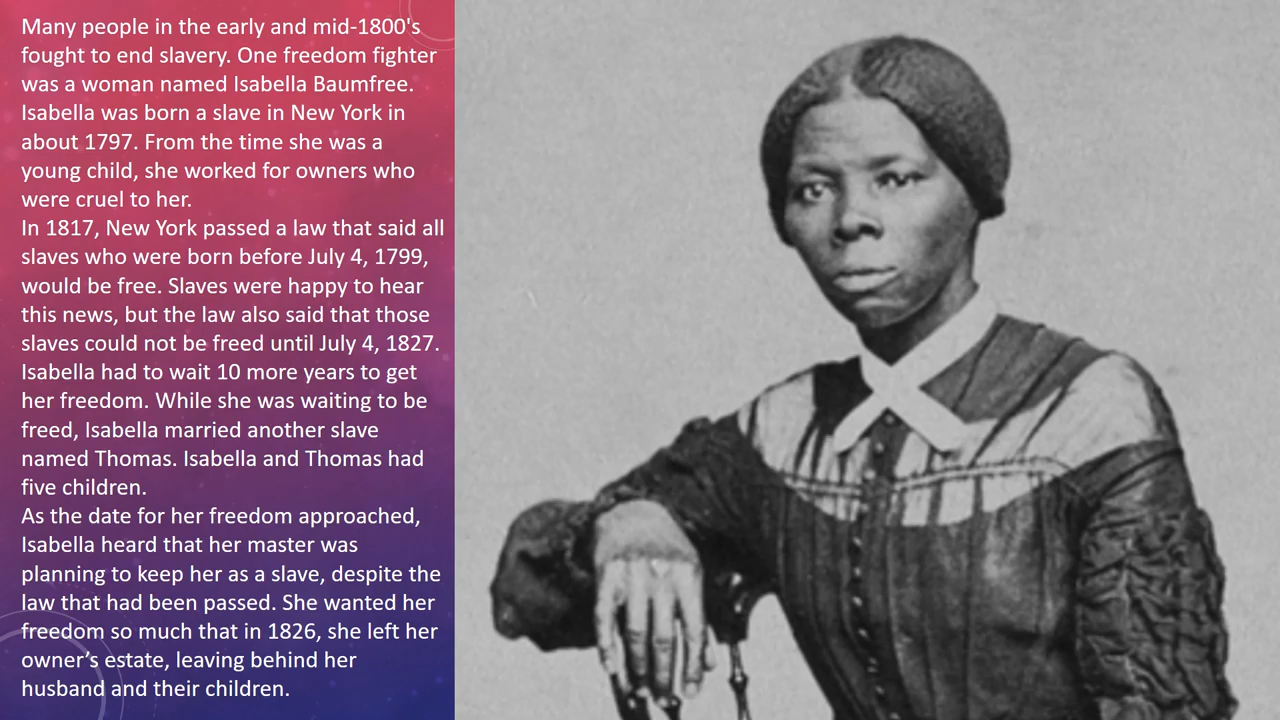 Many people in the early and mid-1800's
fought to end slavery. One freedom fighter
was a woman named Isabella Baumfree.
Isabella was born a slave in New York in
about 1797. From the time she was a
young child, she worked for owners who
were cruel to her.
In 1817, New York passed a law that said all
slaves who were born before July 4, 1799,
would be free. Slaves were happy to hear
this news, but the law also said that those
slaves could not be freed until July 4, 1827.
Isabella had to wait 10 more years to get
her freedom. While she was waiting to be
freed, Isabella married another slave
named Thomas. Isabella and Thomas had
five children.
As the date for her freedom approached,
Isabella heard that her master was
planning to keep her as a slave, despite the
law that had been passed. She wanted her
freedom so much that in 1826, she left her
owner’s estate, leaving behind her
husband and their children.